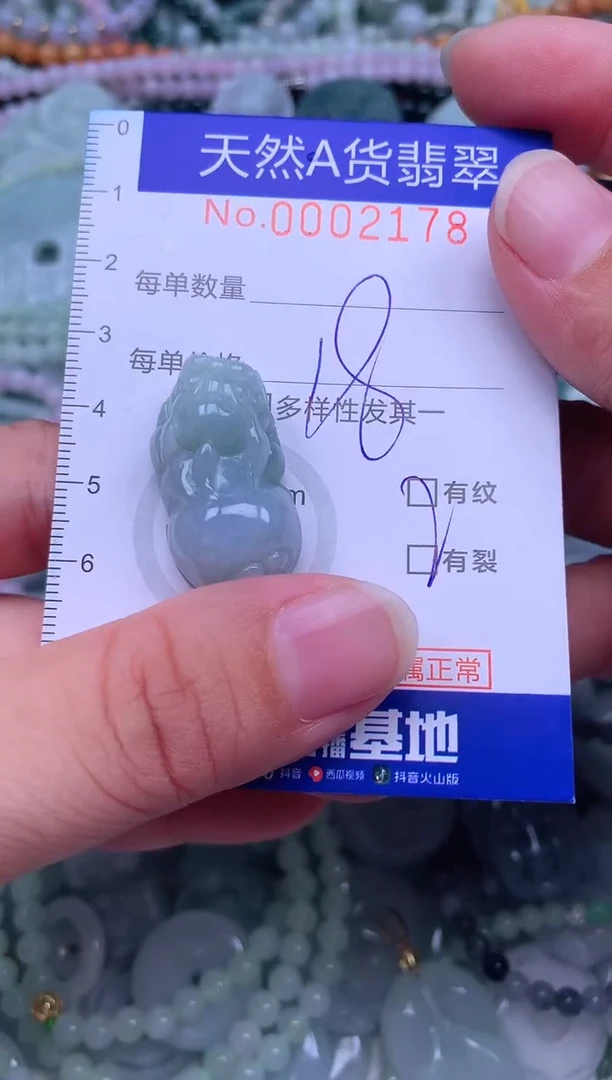 天然A货翡翠
0
No.0002178
1
2
每单数量
3
每单
18
4
多样性发某一
5
m
有纹
6
有裂
属正常
播基地
抖音 西瓜视频 抖音火山版